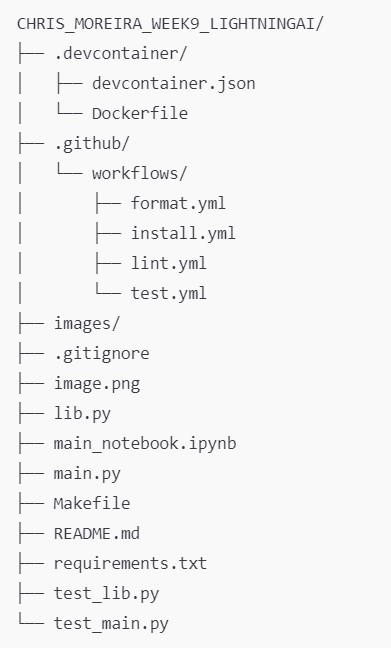 CHRIS_MOREIRA_WEEK9_LIGHTNINGAI/
├── .devcontainer/
│   ├── devcontainer.json
│   └── Dockerfile
├── .github/
│   └── workflows/
│       ├── format.yml
│       ├── install.yml
│       ├── lint.yml
│       └── test.yml
├── images/
├── .gitignore
├── image.png
├── lib.py
├── main_notebook.ipynb
├── main.py
├── Makefile
├── README.md
├── requirements.txt
├── test_lib.py
└── test_main.py